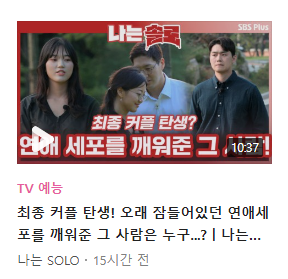 나는 솔로
SBS Plus
최종 커플 탄생?
연애 세포를 깨워준 그
10:37
TV 예능
최종 커플 탄생! 오래 잠들어있던 연애세
포를 깨워준 그 사람은 누구...? | 나는...
나는 SOLO · 15시간 전